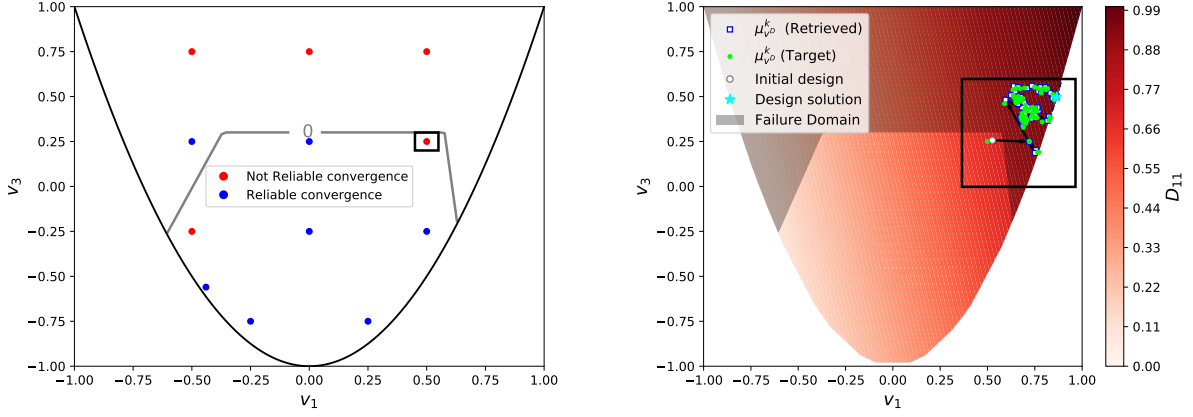 1.00
0.75
0.50
0.25
0.00
−0.25
−0.50
−0.75
−1.00
v3
0
Not Reliable convergence
Reliable convergence
−1.00 −0.75 −0.50 −0.25 0.00 0.25 0.50 0.75 1.00
v1
1.00
0.75
0.50
0.25
0.00
−0.25
−0.50
−0.75
−1.00
v3
μ^k_{v^D} (Retrieved)
μ^k_{v^D} (Target)
Initial design
Design solution
Failure Domain
−1.00 −0.75 −0.50 −0.25 0.00 0.25 0.50 0.75 1.00
v1
0.99
0.88
0.77
0.66
0.55
0.44
0.33
0.22
0.11
0.00
D11